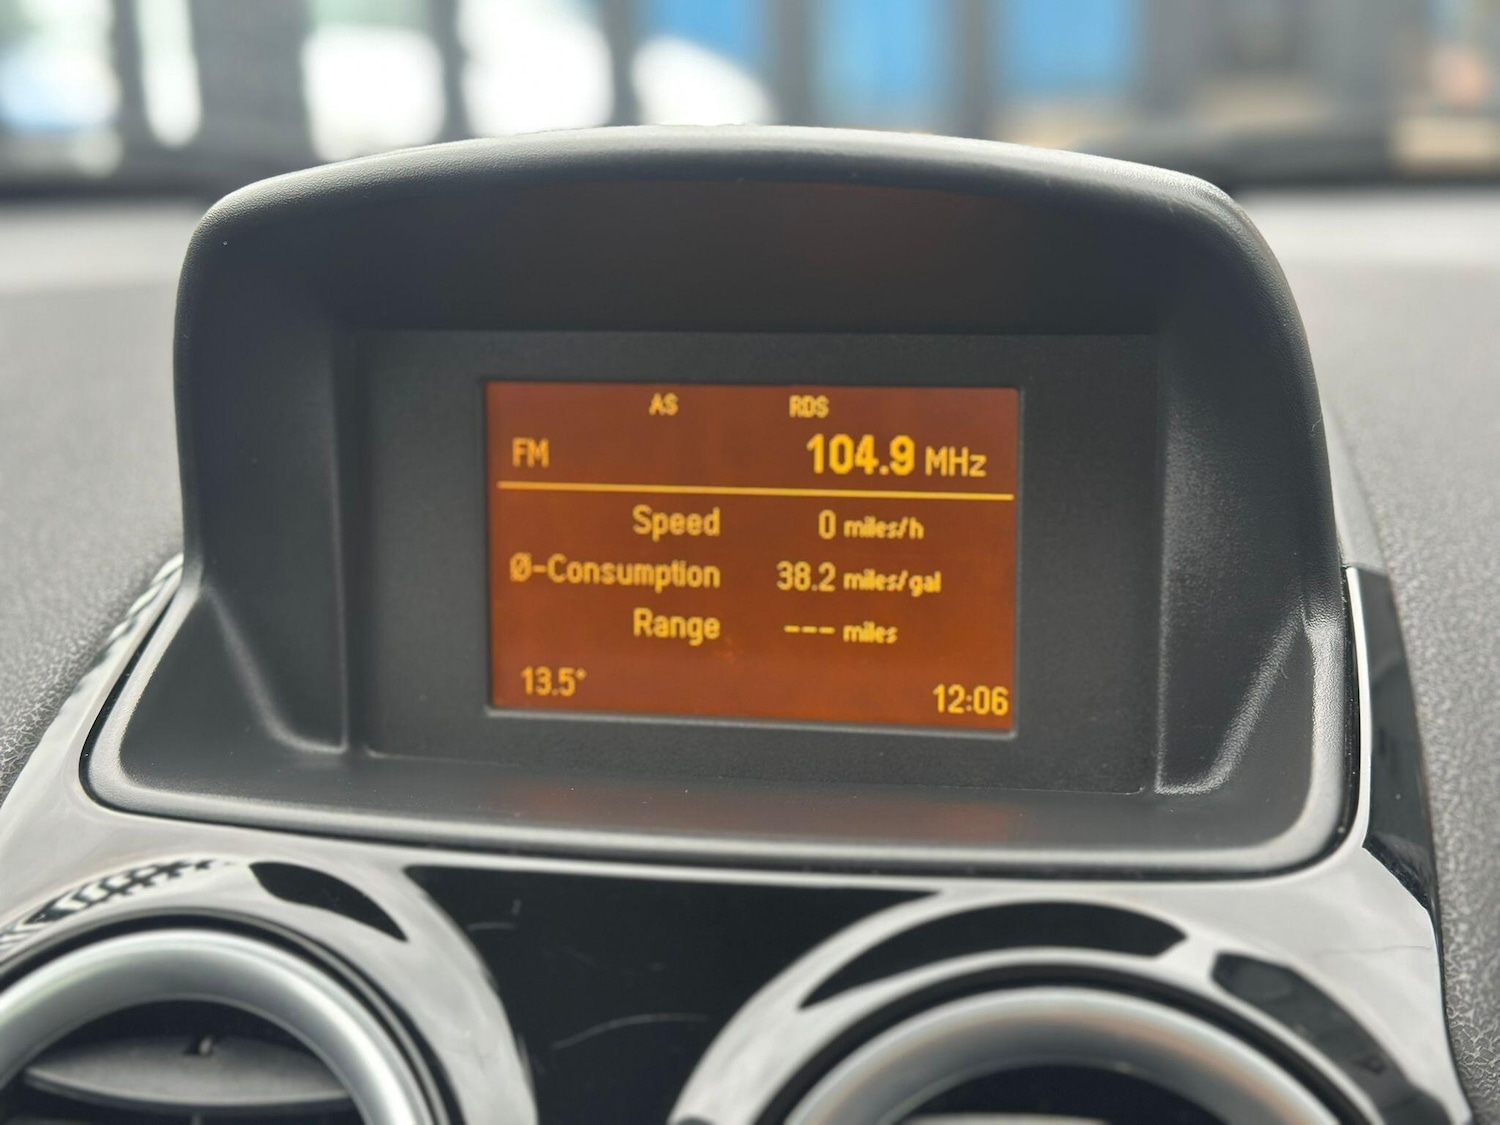 AS RDS
FM 104.9 MHz
Speed 0 miles/h
Ø-Consumption 38.2 miles/gal
Range --- miles
13.5° 12:06